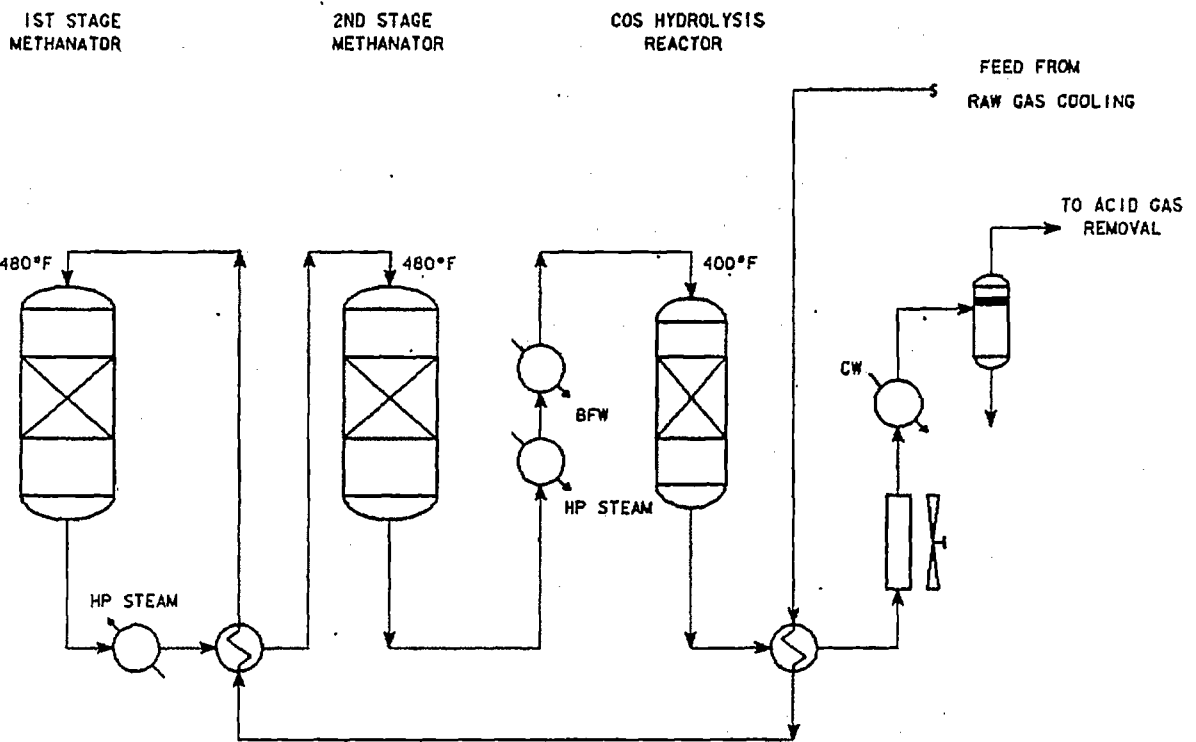 1ST STAGE
METHANATOR
2ND STAGE
METHANATOR
COS HYDROLYSIS
REACTOR
FEED FROM
RAW GAS COOLING
TO ACID GAS
REMOVAL
480°F
480°F
400°F
CW
BFW
HP STEAM
HP STEAM